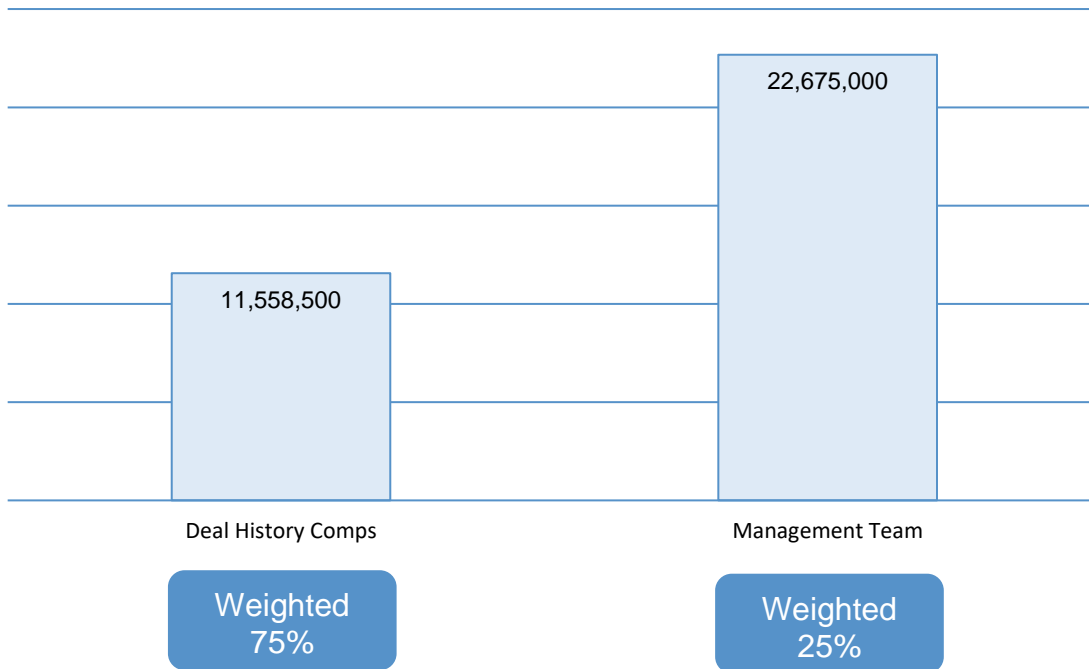 22,675,000
11,558,500
Deal History Comps
Management Team
Weighted
75%
Weighted
25%